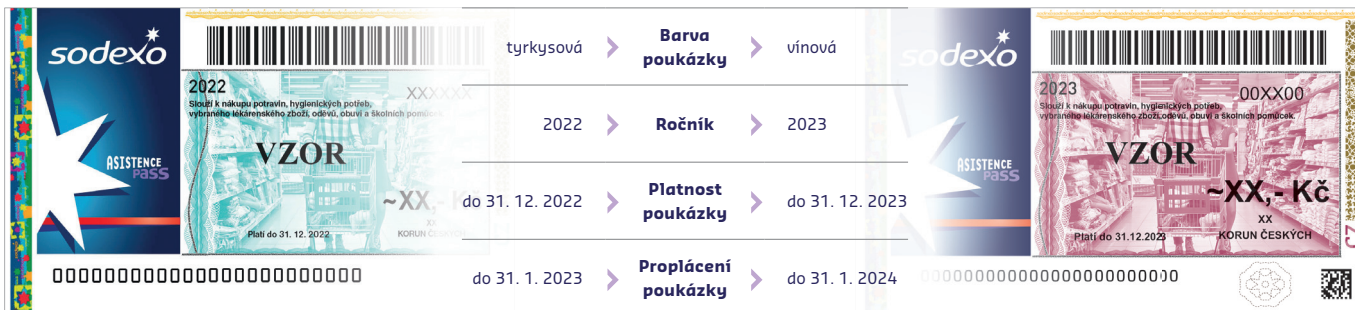 sodexo
2022
XXXXXX
Slouží k nákupu potravin, hygienických potřeb,
vybraného lékárenského zboží, oděvů, obuvi a školních pomůcek.
VZOR
ASISTENCE
PASS
~XX,- Kč
XX
Platí do 31. 12. 2022
KORUN ČESKÝCH
0000000000000000000000000
tyrkysová
Barva
poukázky
vínová
2022
Ročník
2023
do 31. 12. 2022
Platnost
poukázky
do 31. 12. 2023
do 31. 1. 2023
Proplácení
poukázky
do 31. 1. 2024
sodexo
2023
00XX00
Slouží k nákupu potravin, hygienických potřeb,
vybraného lékárenského zboží,oděvů, obuvi a školních pomůcek.
VZOR
ASISTENCE
PASS
~XX,- Kč
XX
Platí do 31.12.2023
KORUN ČESKÝCH
000000000000000000000000